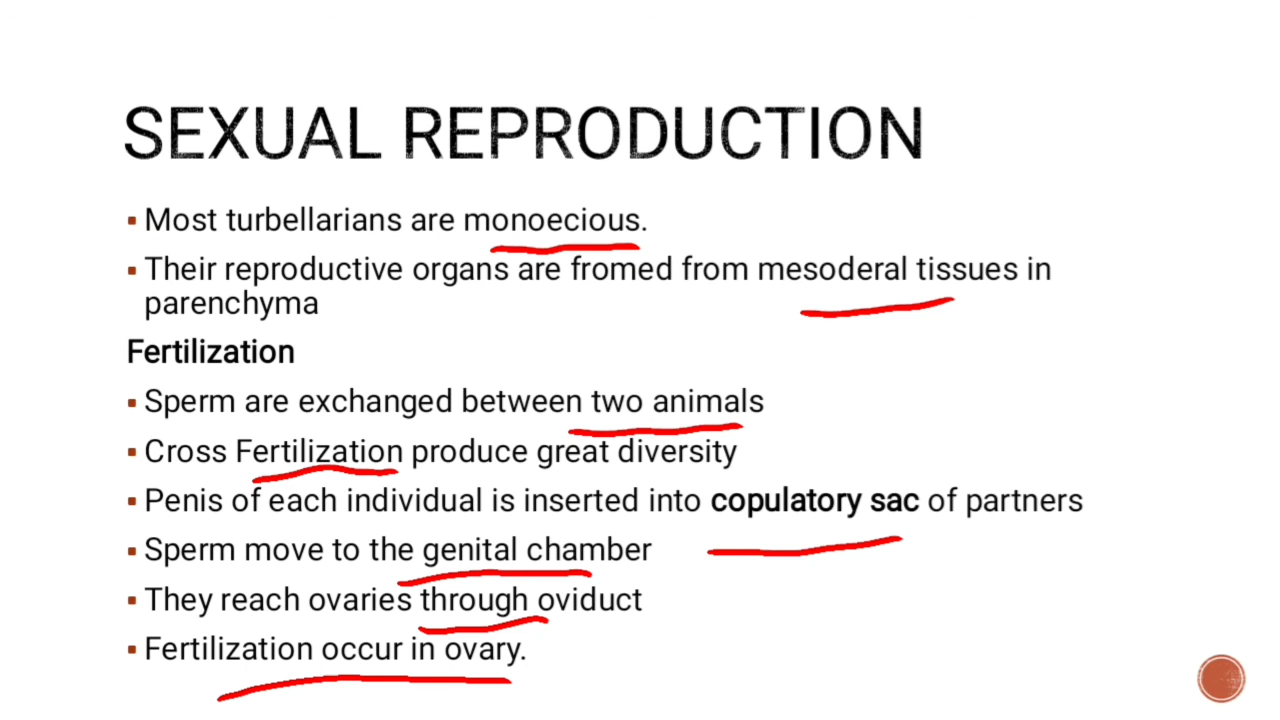 SEXUAL REPRODUCTION
▪ Most turbellarians are monoecious.
▪ Their reproductive organs are fromed from mesoderal tissues in
parenchyma
Fertilization
▪ Sperm are exchanged between two animals
▪ Cross Fertilization produce great diversity
▪ Penis of each individual is inserted into copulatory sac of partners
▪ Sperm move to the genital chamber
▪ They reach ovaries through oviduct
▪ Fertilization occur in ovary.